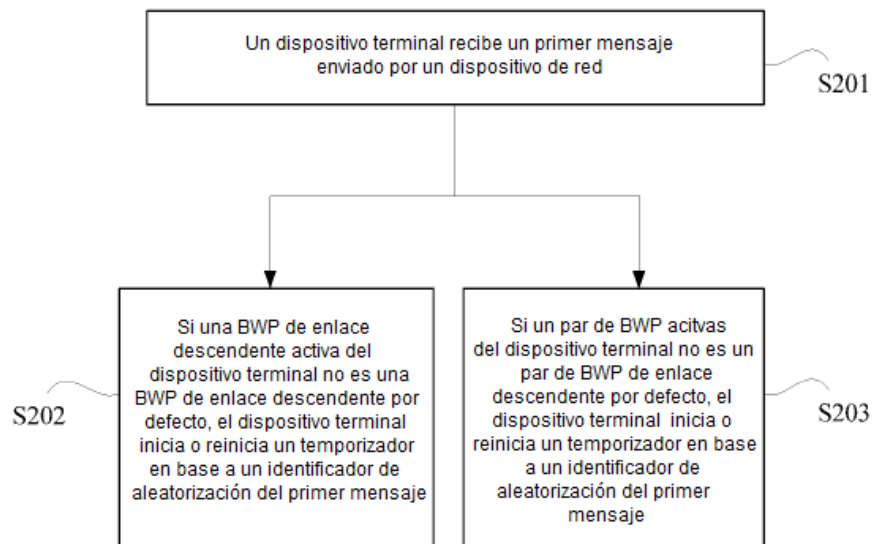 Un dispositivo terminal recibe un primer mensaje
enviado por un dispositivo de red
S201
Si una BWP de enlace
descendente activa del
dispositivo terminal no es una
BWP de enlace descendente por
defecto, el dispositivo terminal
inicia o reinicia un temporizador
en base a un identificador de
aleatorización del primer mensaje
S202
Si un par de BWP acitvas
del dispositivo terminal no es un
par de BWP de enlace
descendente por defecto, el
dispositivo terminal inicia o
reinicia un temporizador en base
a un identificador de
aleatorización del primer
mensaje
S203